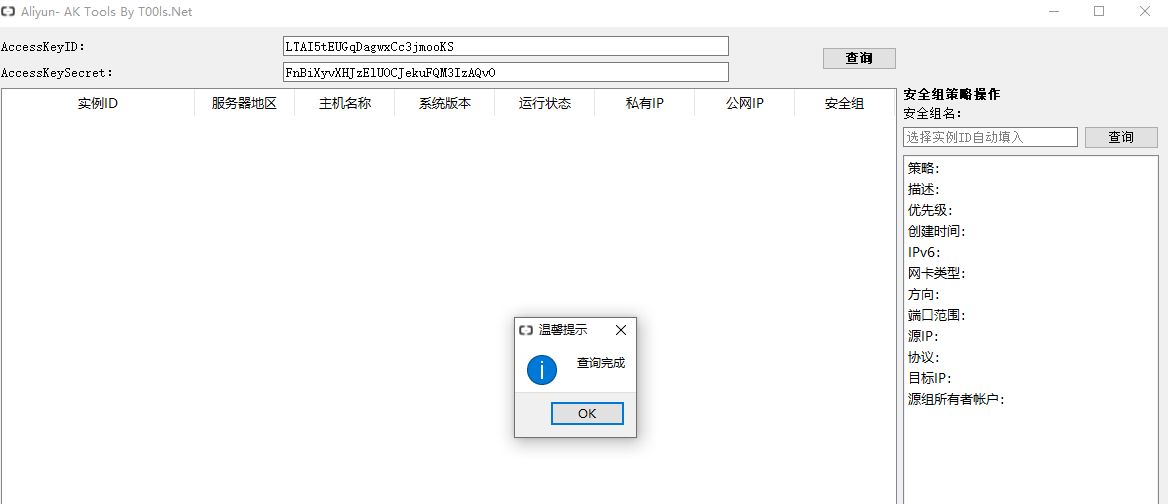 Aliyun- AK Tools By T00ls.Net
AccessKeyID:
LTAI5tEUGqDagwxCc3jmooKS
查询
AccessKeySecret:
FnBiXyvXHJzElUOCJekuFQM3IzAQvO
实例ID 服务器地区 主机名称 系统版本 运行状态 私有IP 公网IP 安全组
安全组策略操作
安全组名:
选择实例ID自动填入 查询
策略:
描述:
优先级:
创建时间:
IPv6:
网卡类型:
方向:
端口范围:
源IP:
协议:
目标IP:
源组所有者帐户:
温馨提示
查询完成
OK